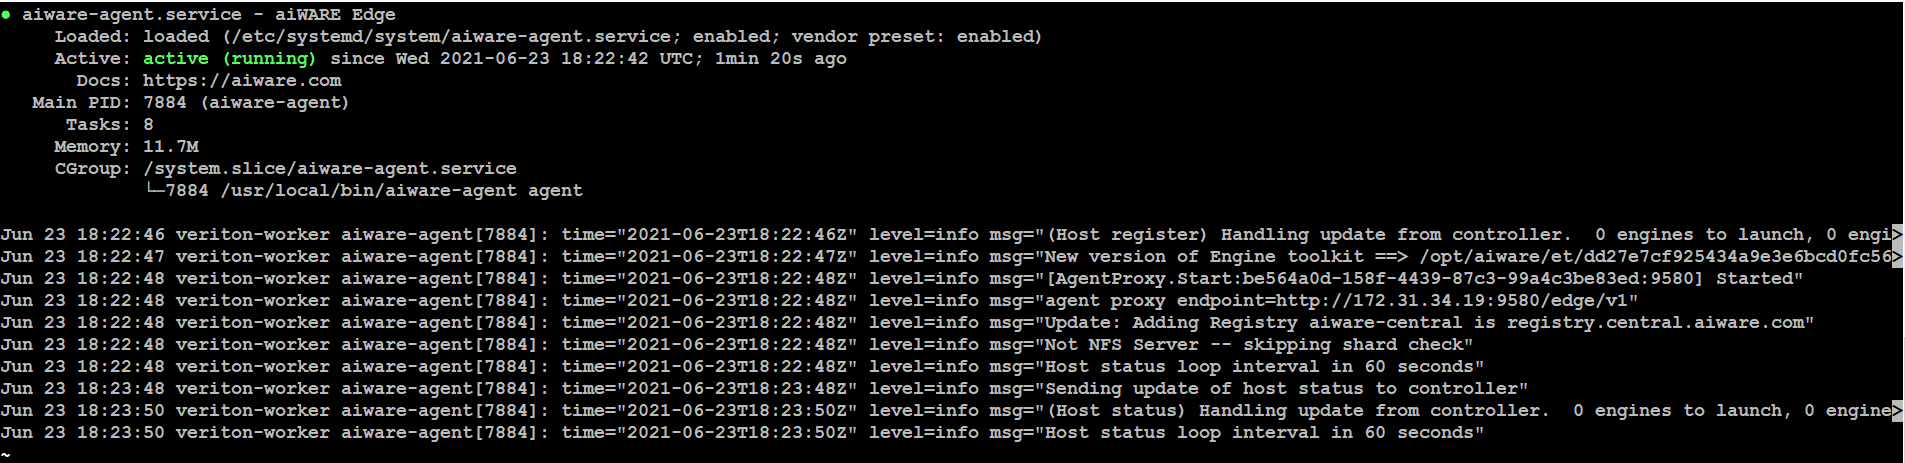 ● aiware-agent.service - aiWARE Edge
Loaded: loaded (/etc/systemd/system/aiware-agent.service; enabled; vendor preset: enabled)
Active: active (running) since Wed 2021-06-23 18:22:42 UTC; 1min 20s ago
Docs: https://aiware.com
Main PID: 7884 (aiware-agent)
Tasks: 8
Memory: 11.7M
CGroup: /system.slice/aiware-agent.service
└─7884 /usr/local/bin/aiware-agent agent
Jun 23 18:22:46 veriton-worker aiware-agent[7884]: time="2021-06-23T18:22:46Z" level=info msg="(Host register) Handling update from controller.  0 engines to launch, 0 engi>
Jun 23 18:22:47 veriton-worker aiware-agent[7884]: time="2021-06-23T18:22:47Z" level=info msg="New version of Engine toolkit ==> /opt/aiware/et/dd27e7cf925434a9e3e6bcd0fc56>
Jun 23 18:22:48 veriton-worker aiware-agent[7884]: time="2021-06-23T18:22:48Z" level=info msg="[AgentProxy.Start:be564a0d-158f-4439-87c3-99a4c3be83ed:9580] Started"
Jun 23 18:22:48 veriton-worker aiware-agent[7884]: time="2021-06-23T18:22:48Z" level=info msg="agent proxy endpoint=http://172.31.34.19:9580/edge/v1"
Jun 23 18:22:48 veriton-worker aiware-agent[7884]: time="2021-06-23T18:22:48Z" level=info msg="Update: Adding Registry aiware-central is registry.central.aiware.com"
Jun 23 18:22:48 veriton-worker aiware-agent[7884]: time="2021-06-23T18:22:48Z" level=info msg="Not NFS Server -- skipping shard check"
Jun 23 18:22:48 veriton-worker aiware-agent[7884]: time="2021-06-23T18:22:48Z" level=info msg="Host status loop interval in 60 seconds"
Jun 23 18:23:48 veriton-worker aiware-agent[7884]: time="2021-06-23T18:23:48Z" level=info msg="Sending update of host status to controller"
Jun 23 18:23:50 veriton-worker aiware-agent[7884]: time="2021-06-23T18:23:50Z" level=info msg="(Host status) Handling update from controller.  0 engines to launch, 0 engine>
Jun 23 18:23:50 veriton-worker aiware-agent[7884]: time="2021-06-23T18:23:50Z" level=info msg="Host status loop interval in 60 seconds"
~